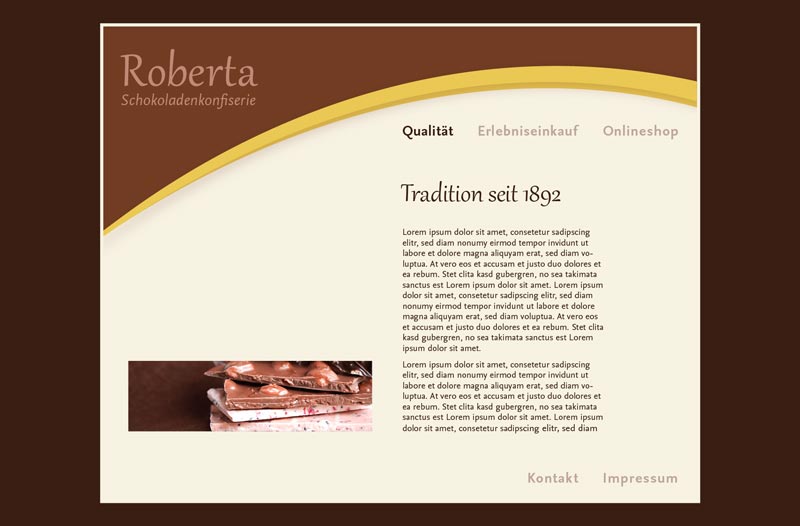 Roberta
Schokoladenkonfiserie
Qualität Erlebniseinkauf Onlineshop
Tradition seit 1892
Lorem ipsum dolor sit amet, consetetur sadipscing
elitr, sed diam nonumy eirmod tempor invidunt ut
labore et dolore magna aliquyam erat, sed diam vo-
luptua. At vero eos et accusam et justo duo dolores et
ea rebum. Stet clita kasd gubergren, no sea takimata
sanctus est Lorem ipsum dolor sit amet. Lorem ipsum
dolor sit amet, consetetur sadipscing elitr, sed diam
nonumy eirmod tempor invidunt ut labore et dolore
magna aliquyam erat, sed diam voluptua. At vero eos
et accusam et justo duo dolores et ea rebum. Stet clita
kasd gubergren, no sea takimata sanctus est Lorem
ipsum dolor sit amet.
Lorem ipsum dolor sit amet, consetetur sadipscing
elitr, sed diam nonumy eirmod tempor invidunt ut
labore et dolore magna aliquyam erat, sed diam vo-
luptua. At vero eos et accusam et justo duo dolores et
ea rebum. Stet clita kasd gubergren, no sea takimata
sanctus est Lorem ipsum dolor sit amet. Lorem ipsum
dolor sit amet, consetetur sadipscing elitr, sed diam
Kontakt Impressum